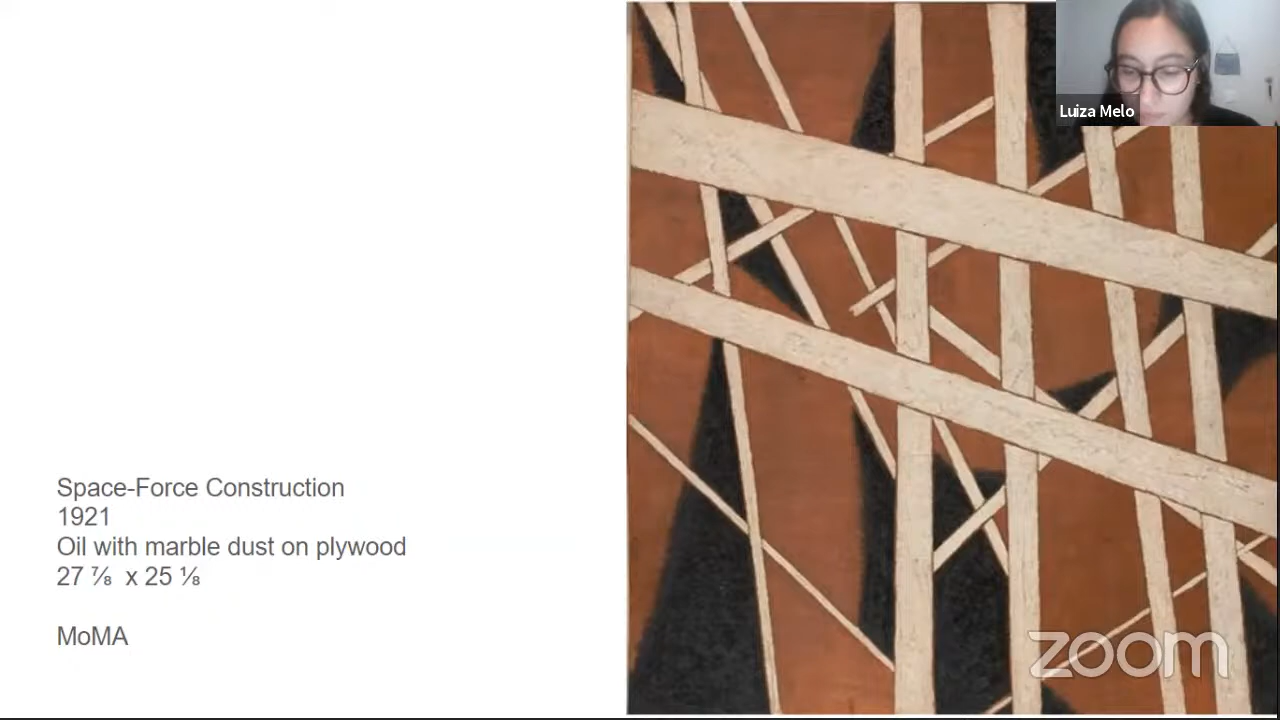 Luiza Melo
Space-Force Construction
1921
Oil with marble dust on plywood
27 ⅞ x 25 ⅛
MoMA
zoom